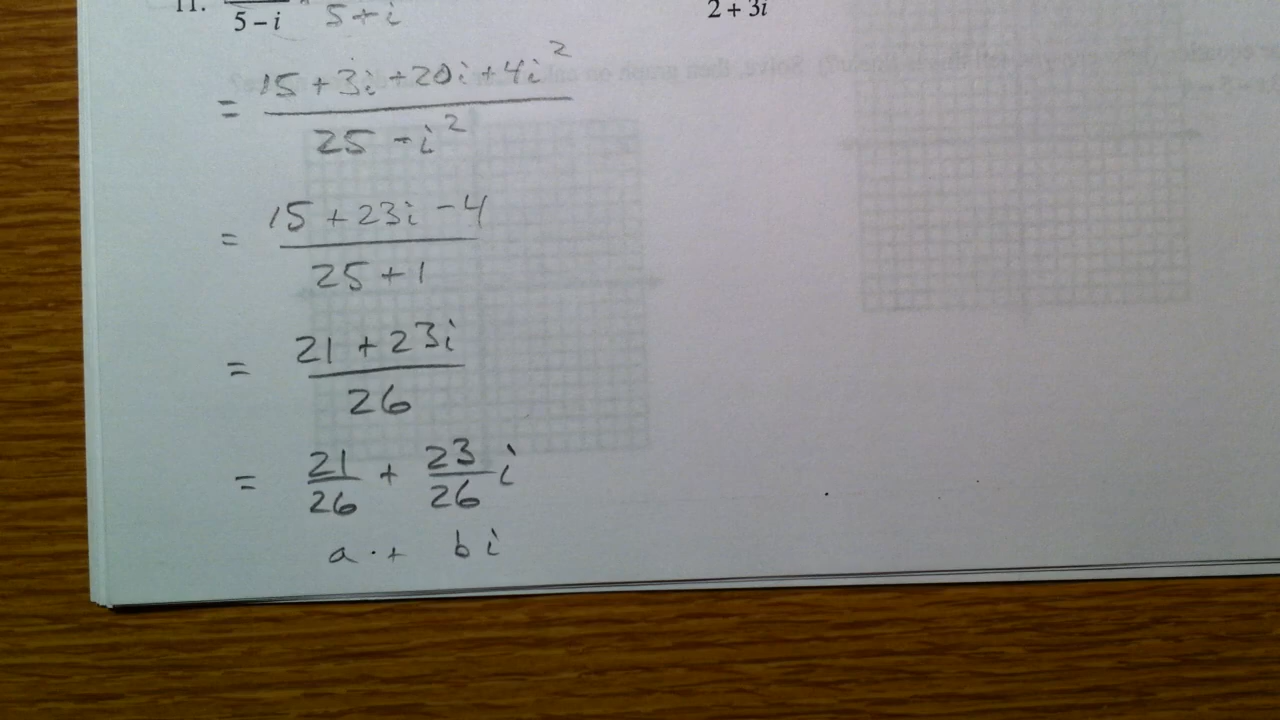 11. 5 – i · 5 + i
2 + 3i
= 15 + 3i + 20i + 4i² / 25 - i²
= 15 + 23i - 4 / 25 + 1
= 21 + 23i / 26
= 21/26 + 23/26 i
a + bi